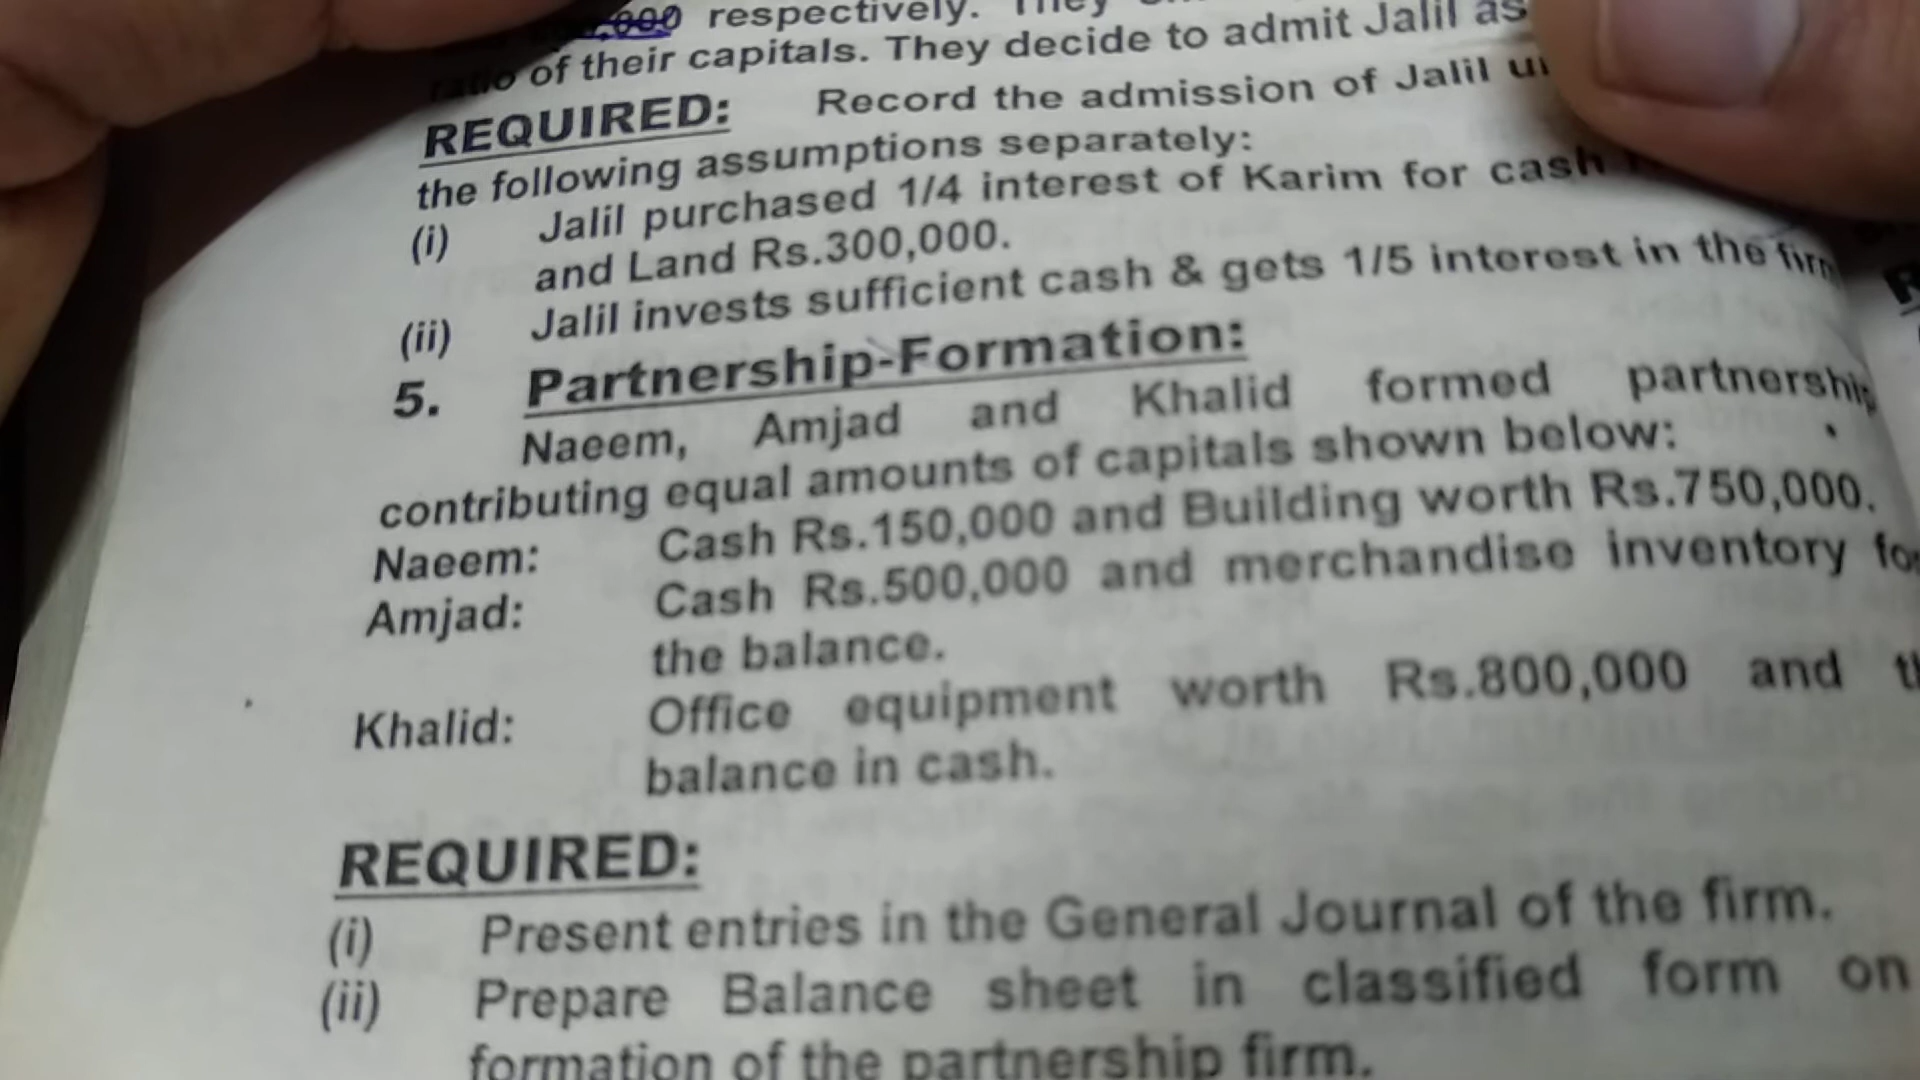 respectively.
of their capitals. They decide to admit Jalil as
REQUIRED: Record the admission of Jalil
the following assumptions separately:
(i) Jalil purchased 1/4 interest of Karim for cash
and Land Rs.300,000.
(ii) Jalil invests sufficient cash & gets 1/5 interest in the firm
5. Partnership-Formation:
Naeem, Amjad and Khalid formed partnership
contributing equal amounts of capitals shown below:
Naeem: Cash Rs.150,000 and Building worth Rs.750,000.
Amjad: Cash Rs.500,000 and merchandise inventory for
the balance.
Khalid: Office equipment worth Rs.800,000 and
balance in cash.
REQUIRED:
(i) Present entries in the General Journal of the firm.
(ii) Prepare Balance sheet in classified form on
formation of the partnership firm.